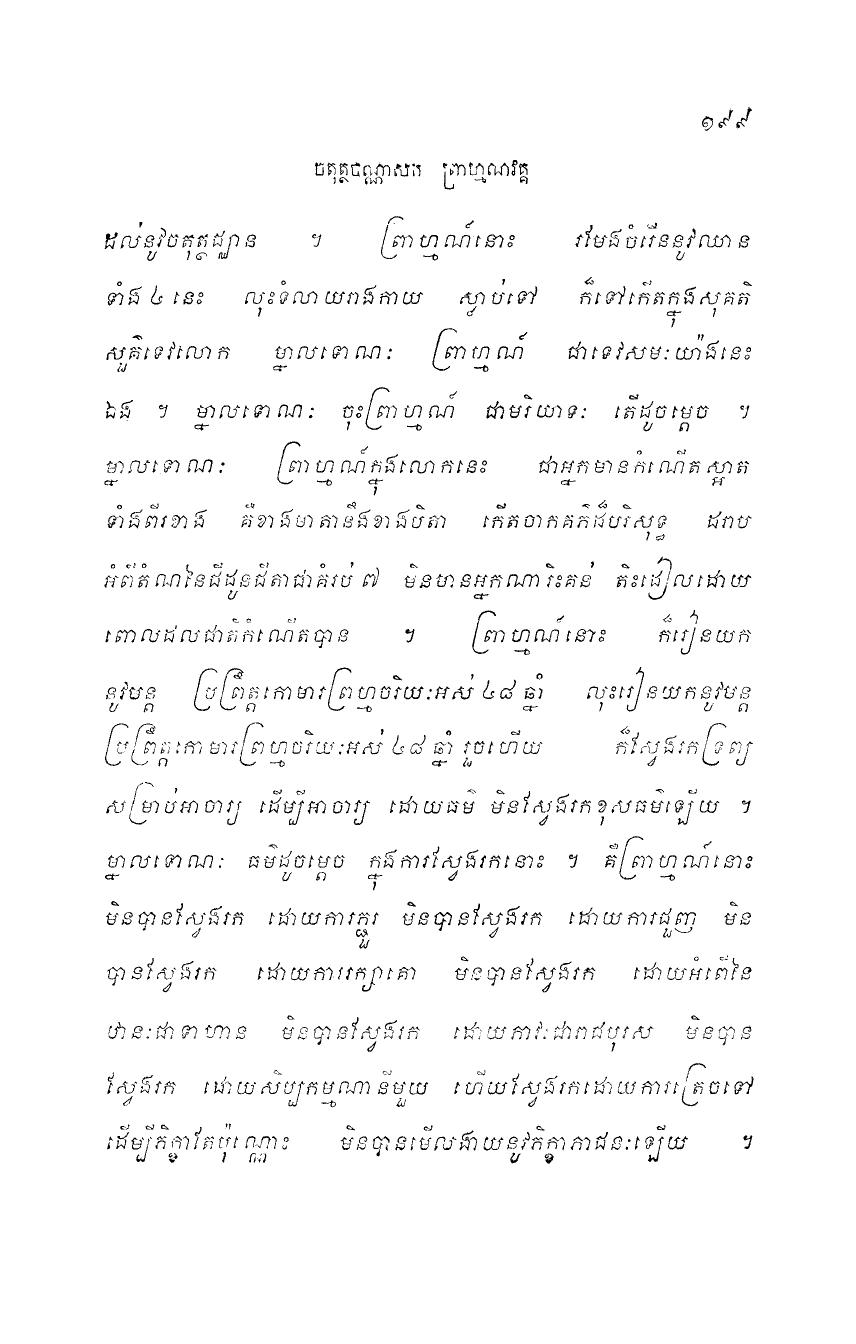 ១៩៩
ចតុត្ថបណ្ណាសក ព្រាហ្មណវគ្គ
ដល់នូវចតុត្ថជ្ឈាន ។ ព្រាហ្មណ៍នោះ រមែងចំរើននូវឈាន
ទាំង ៤ នេះ លុះទំលាយរាងកាយ ស្លាប់ទៅ ក៏ទៅកើតក្នុងសុគតិ
សួគ៌ទេវលោក ម្នាលទោណៈ ព្រាហ្មណ៍ ជាទេវសមៈយ៉ាងនេះ
ឯង ។ ម្នាលទោណៈ ចុះព្រាហ្មណ៍ ជាមរិយាទៈ តើដូចម្តេច ។
ម្នាលទោណៈ ព្រាហ្មណ៍ក្នុងលោកនេះ ជាអ្នកមានកំណើតស្អាត
ទាំងពីរខាង គឺខាងមាតានឹងខាងបិតា កើតចាកគភ៌ដ៏បរិសុទ្ធ ដរាប
អំពីតំណនៃជីដូនជីតាជាគំរប់ ៧ មិនមានអ្នកណារិះគន់ តិះដៀលដោយ
ពោលដល់ជាតិកំណើតបាន ។ ព្រាហ្មណ៍នោះ ក៏រៀនយក
នូវមន្ត ប្រព្រឹត្តកោមារព្រហ្មចរិយៈអស់ ៤៨ ឆ្នាំ លុះរៀនយកនូវមន្ត
ប្រព្រឹត្តកោមារព្រហ្មចរិយៈអស់ ៤៨ ឆ្នាំ រួចហើយ ក៏ស្វែងរកទ្រព្យ
សម្រាប់អាចារ្យ ដើម្បីអាចារ្យ ដោយធម៌ មិនស្វែងរកខុសធម៌ឡើយ ។
ម្នាលទោណៈ ធម៌ដូចម្តេច ក្នុងការស្វែងរកនោះ ។ គឺព្រាហ្មណ៍នោះ
មិនបានស្វែងរក ដោយការភ្ជួរ មិនបានស្វែងរក ដោយការជួញ មិន
បានស្វែងរក ដោយការរក្សាគោ មិនបានស្វែងរក ដោយអំពើនៃ
ឋានៈជាទាហាន មិនបានស្វែងរក ដោយភាវៈជារាជបុរស មិនបាន
ស្វែងរក ដោយសិប្បកម្មណានីមួយ ហើយស្វែងរកដោយការត្រេចទៅ
ដើម្បីភិក្ខាតែប៉ុណ្ណោះ មិនបានមើលងាយនូវភិក្ខាភាជនៈឡើយ ។